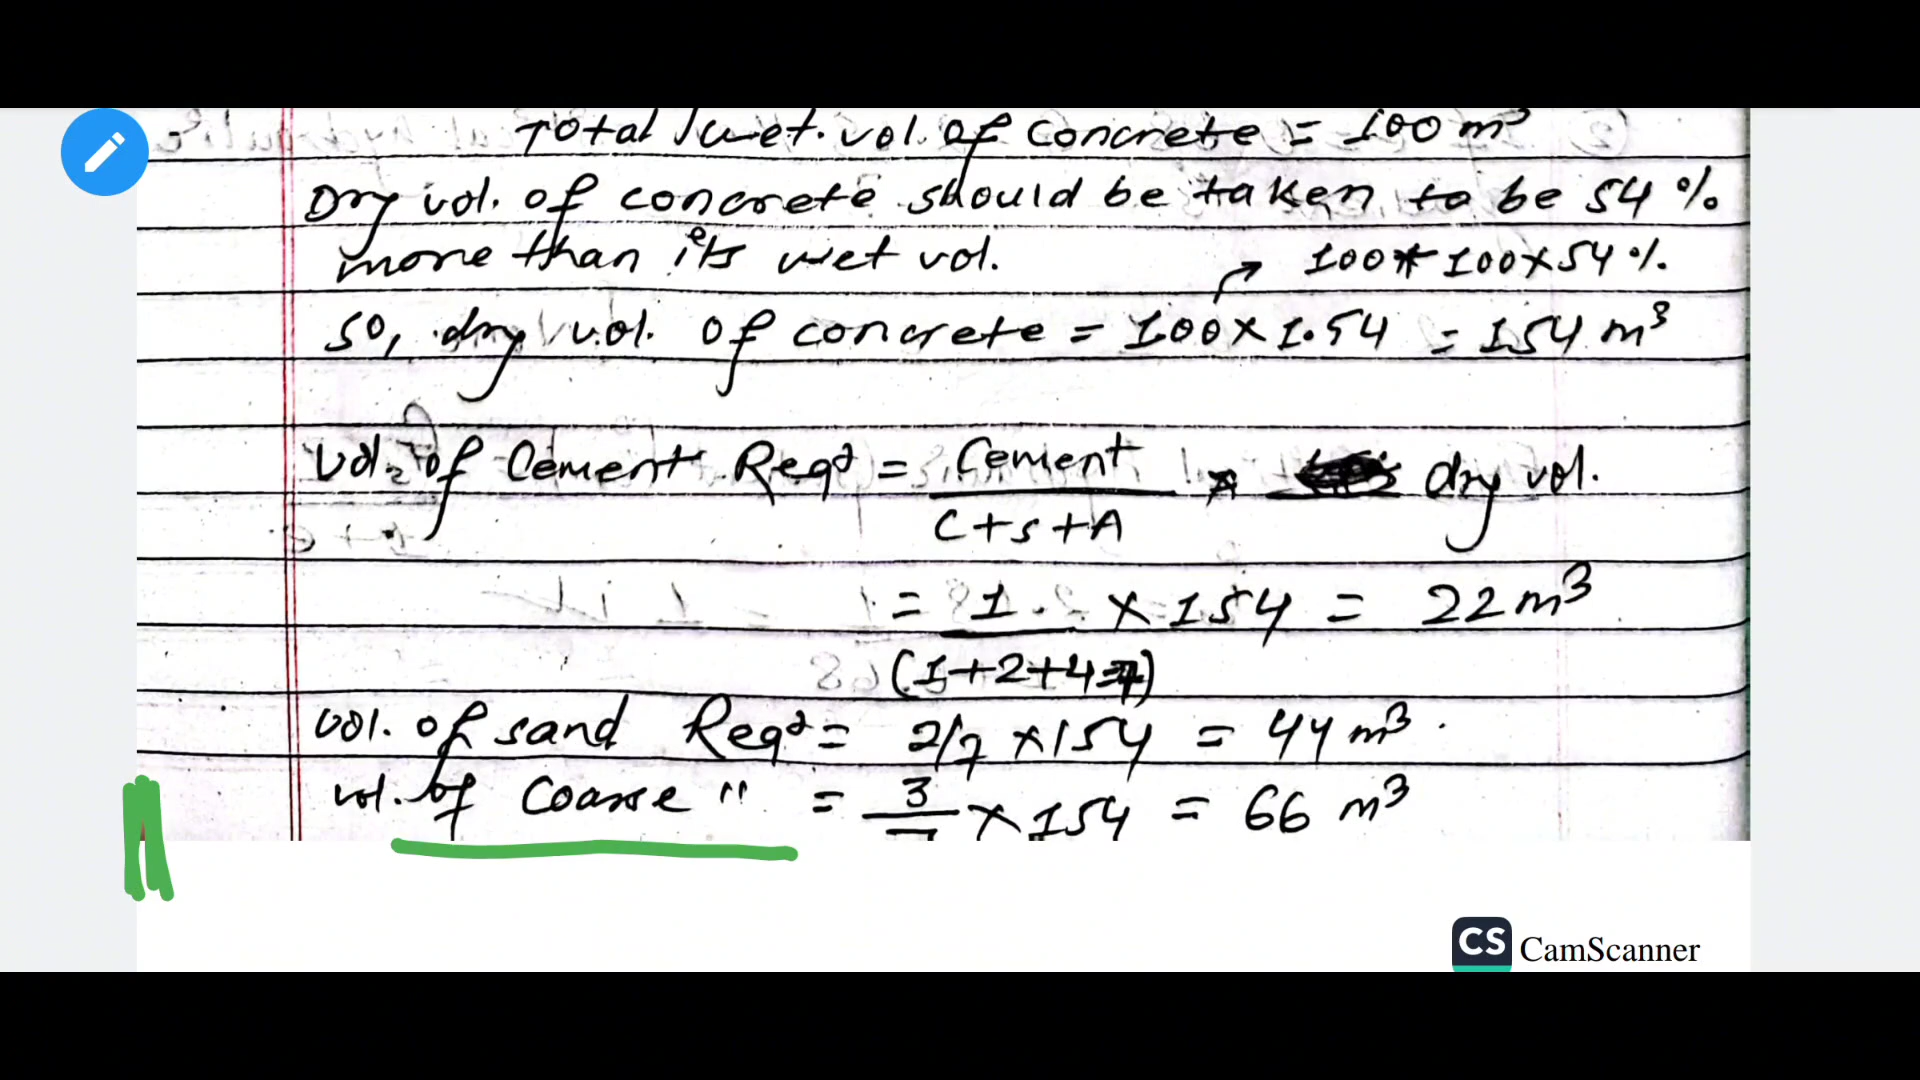 Total wet vol. of concrete = 100 m³
Dry vol. of concrete should be taken to be 54 %
more than its wet vol.
100+100×54 %.
so, dry vol. of concrete = 100×1.54 = 154 m³
Vol. of Cement Reqd = Cement / C+s+A × dry vol.
= 1 / (1+2+4=7) × 154 = 22 m³
vol. of sand Reqd = 2/7 ×154 = 44 m³.
vol. of Coarse " = 3/7 ×154 = 66 m³
CS CamScanner